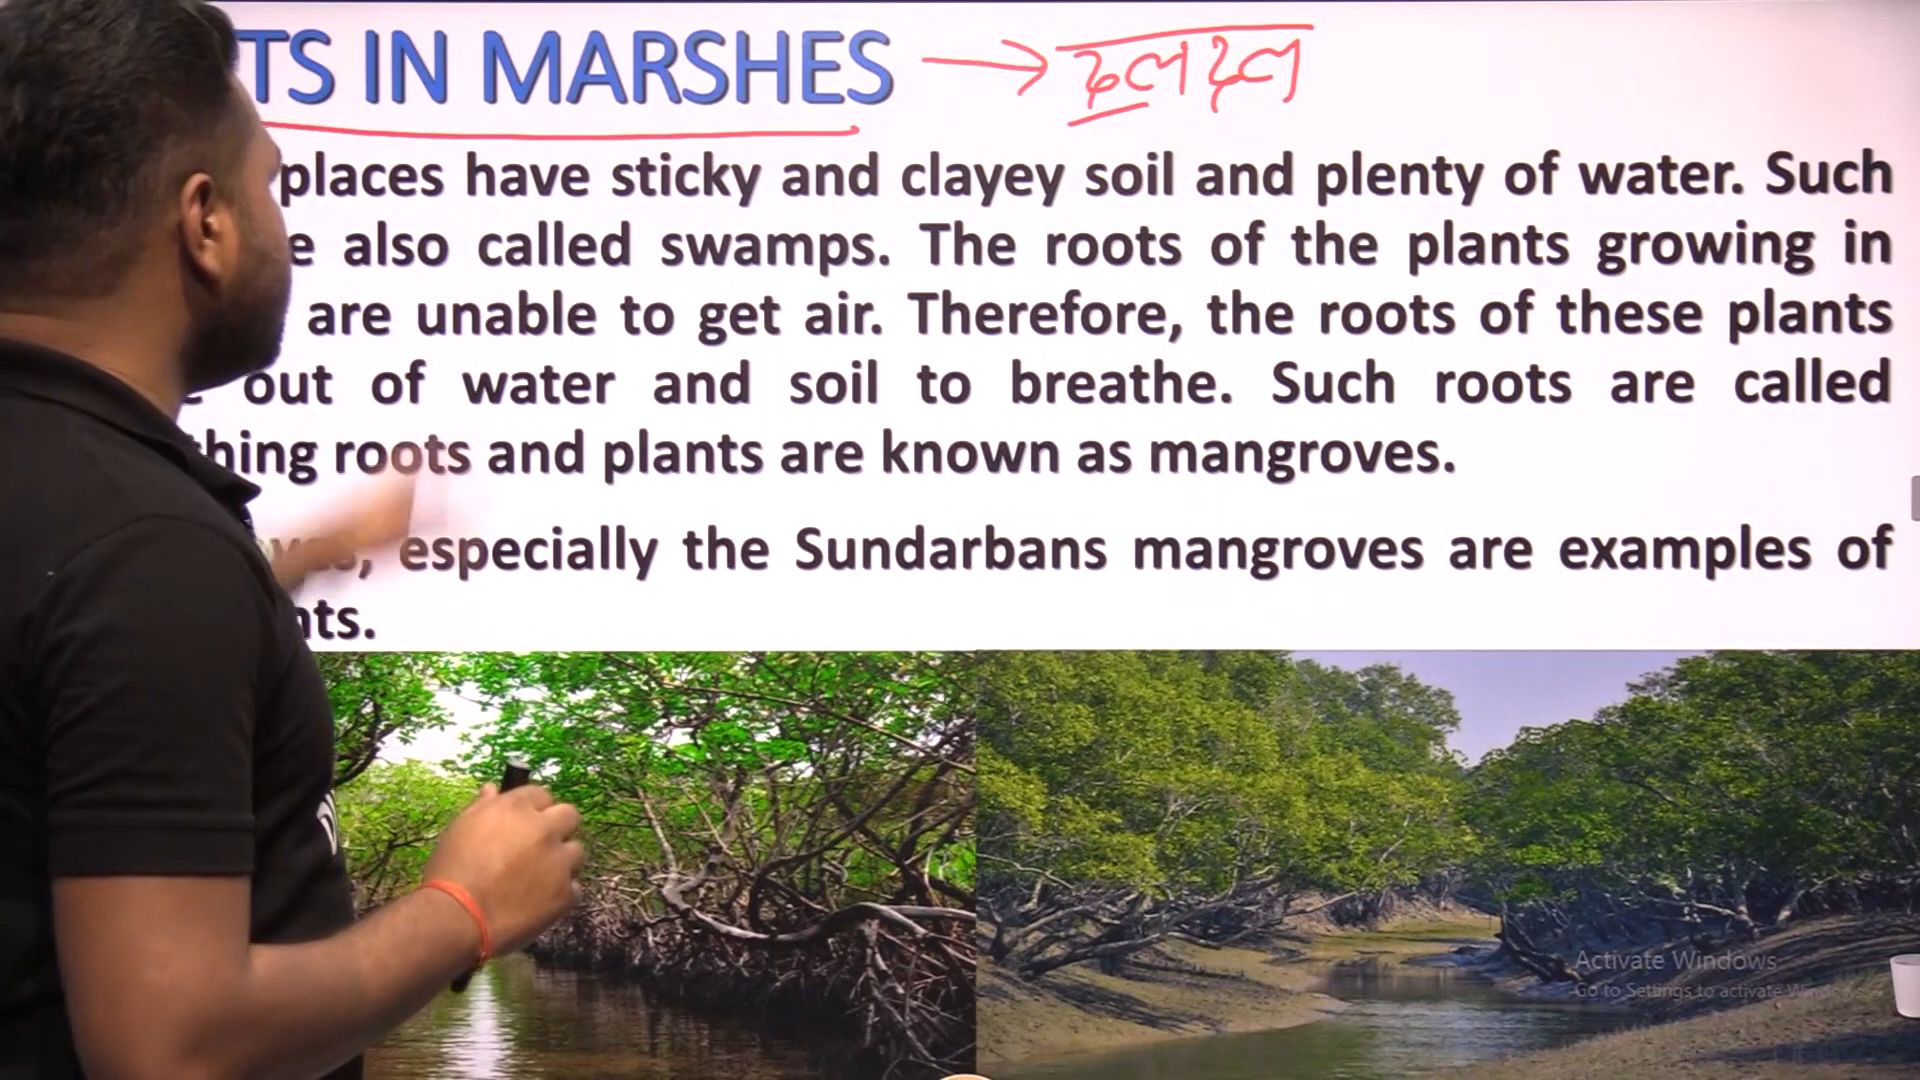 TS IN MARSHES → दलदल
places have sticky and clayey soil and plenty of water. Such
e also called swamps. The roots of the plants growing in
are unable to get air. Therefore, the roots of these plants
out of water and soil to breathe. Such roots are called
hing roots and plants are known as mangroves.
especially the Sundarbans mangroves are examples of
nts.
Activate Windows
Go to Settings to activate Windows.